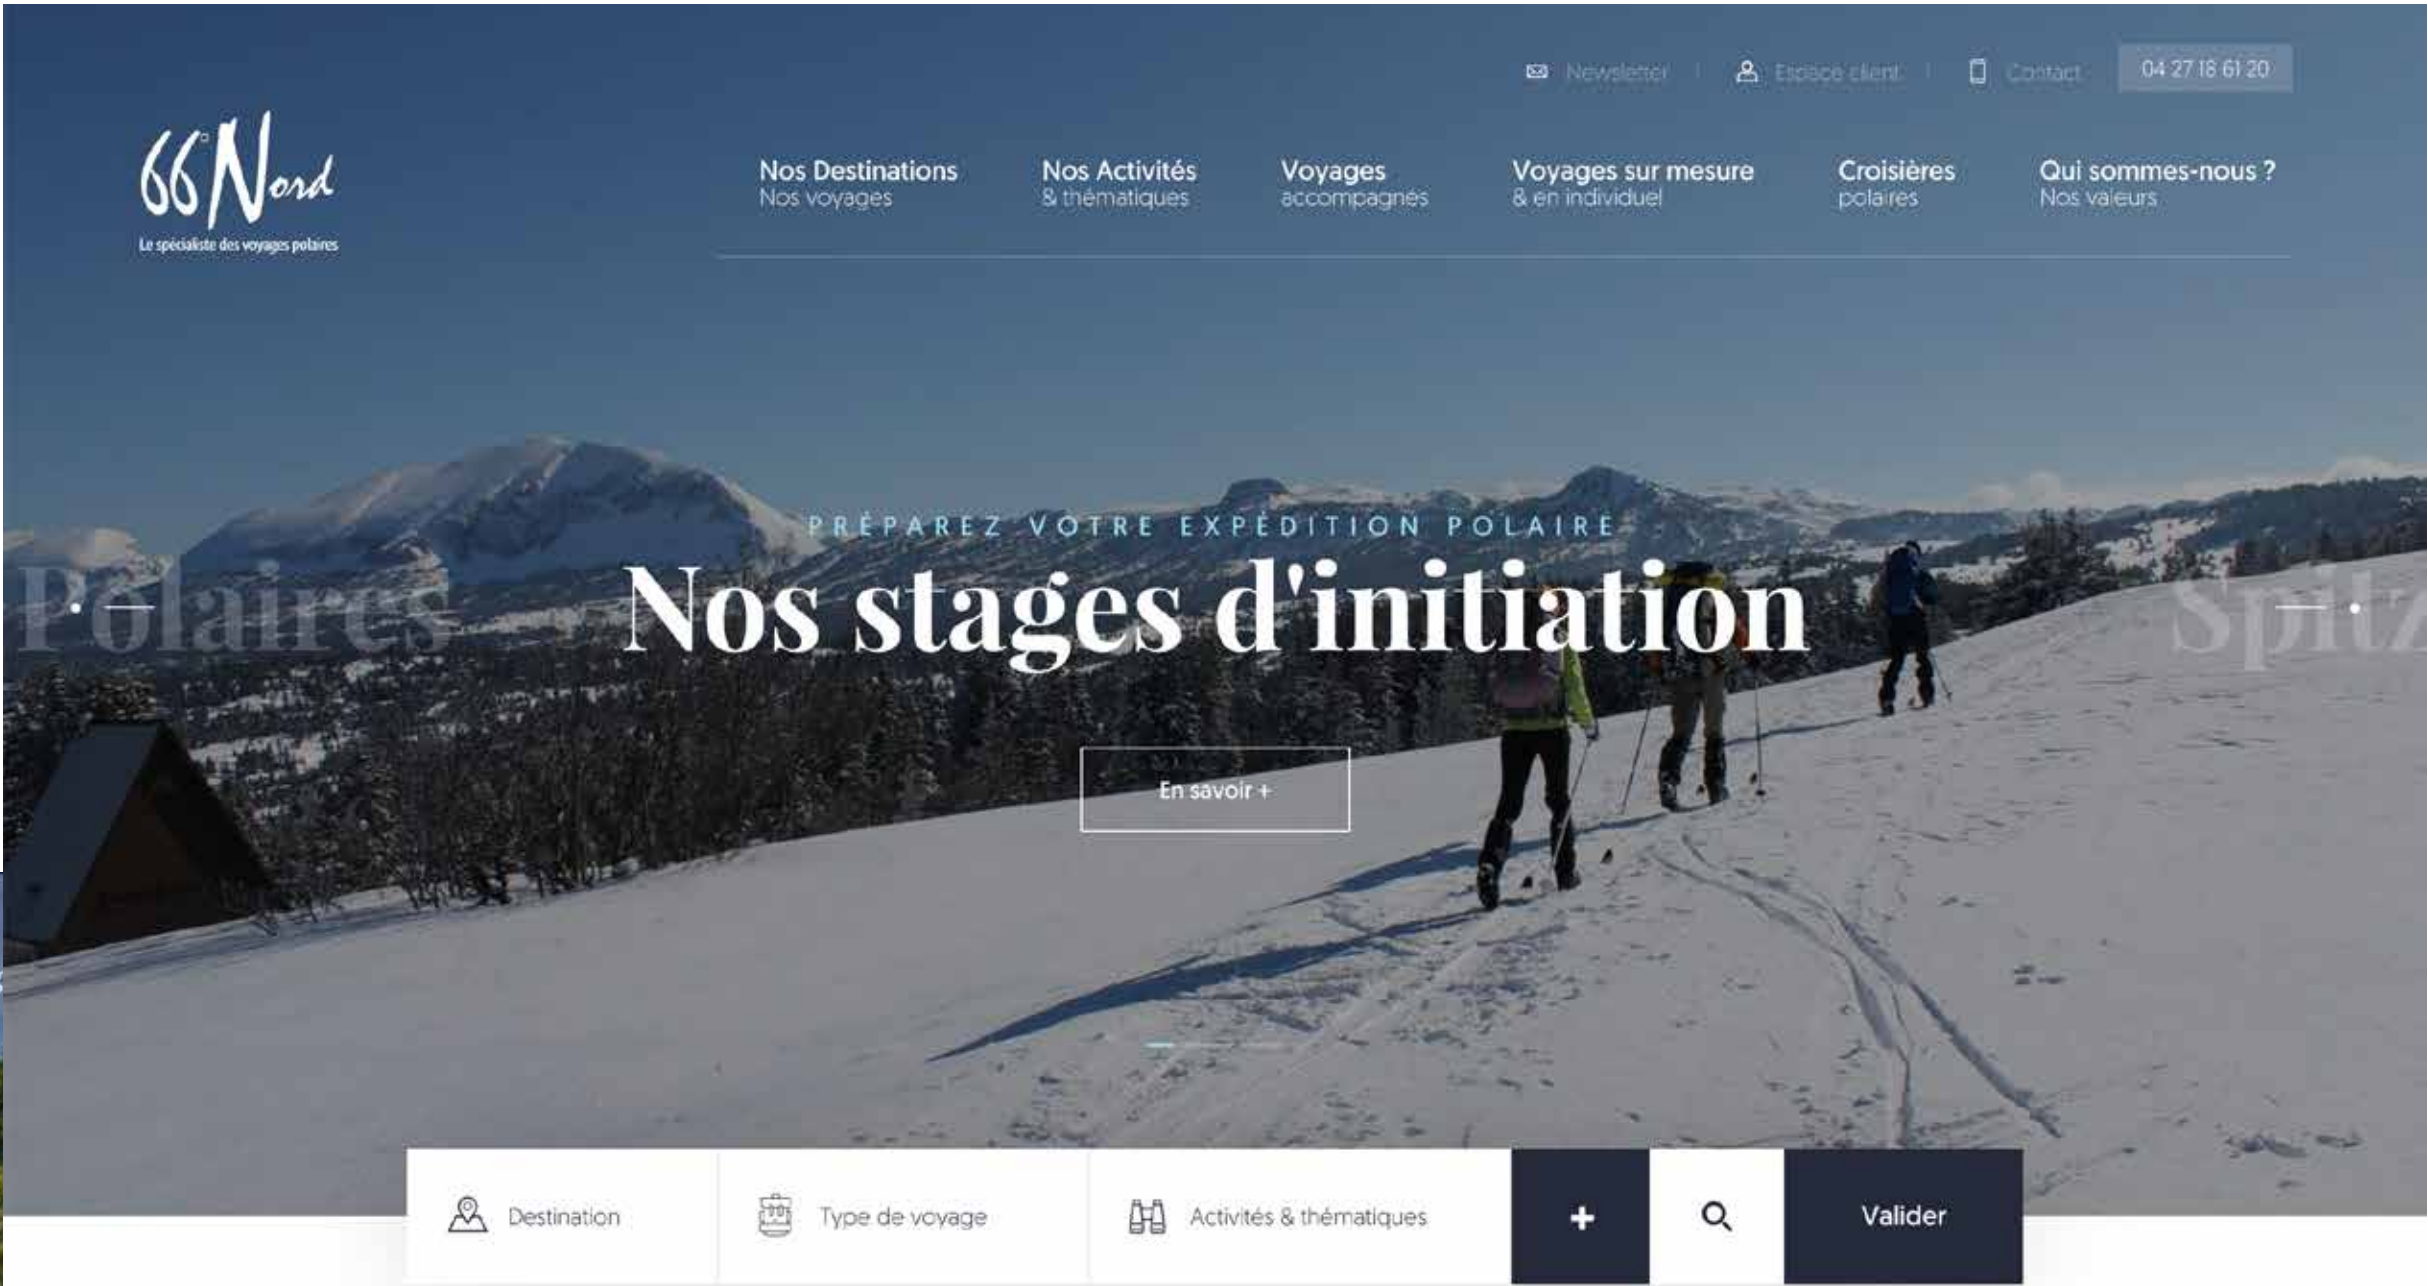 Newsletter
Espace client
Contact
04 27 18 61 20
66°Nord
Le spécialiste des voyages polaires
Nos Destinations
Nos voyages
Nos Activités
& thématiques
Voyages
accompagnés
Voyages sur mesure
& en individuel
Croisières
polaires
Qui sommes-nous ?
Nos valeurs
PRÉPAREZ VOTRE EXPÉDITION POLAIRE
Polaires
Nos stages d'initiation
Spitz
En savoir +
Destination
Type de voyage
Activités & thématiques
+
Valider